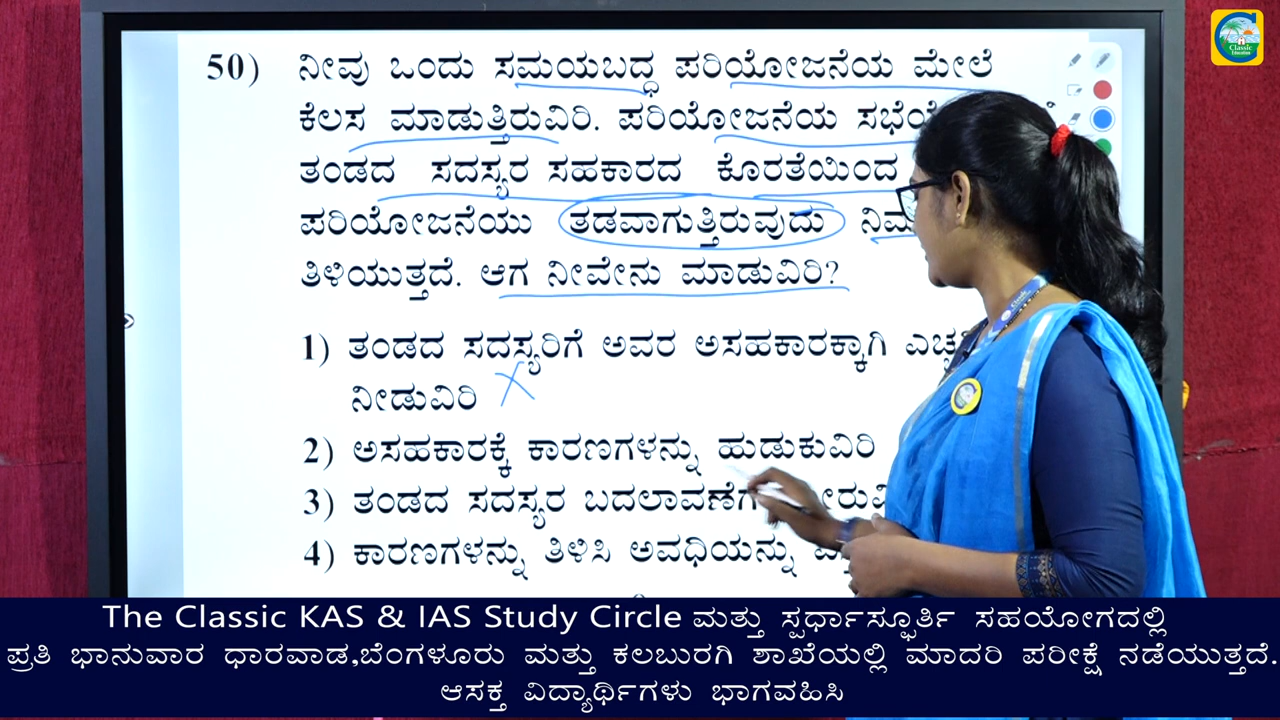 50) ನೀವು ಒಂದು ಸಮಯಬದ್ಧ ಪರಿಯೋಜನೆಯ ಮೇಲೆ
ಕೆಲಸ ಮಾಡುತ್ತಿರುವಿರಿ. ಪರಿಯೋಜನೆಯ
ತಂಡದ ಸದಸ್ಯರ ಸಹಕಾರದ ಕೊರತೆಯಿಂದ
ಪರಿಯೋಜನೆಯು ತಡವಾಗುತ್ತಿರುವುದು
ತಿಳಿಯುತ್ತದೆ. ಆಗ ನೀವೇನು ಮಾಡುವಿರಿ?
1) ತಂಡದ ಸದಸ್ಯರಿಗೆ ಅವರ ಅಸಹಕಾರಕ್ಕಾಗಿ
ನೀಡುವಿರಿ
2) ಅಸಹಕಾರಕ್ಕೆ ಕಾರಣಗಳನ್ನು ಹುಡುಕುವಿರಿ
3) ತಂಡದ ಸದಸ್ಯರ
4) ಕಾರಣಗಳನ್ನು ತಿಳಿಸಿ ಅವಧಿಯನ್ನು
Classic
Education
The Classic KAS & IAS Study Circle ಮತ್ತು ಸ್ಪರ್ಧಾಸ್ಫೂರ್ತಿ ಸಹಯೋಗದಲ್ಲಿ
ಪ್ರತಿ ಭಾನುವಾರ ಧಾರವಾಡ,ಬೆಂಗಳೂರು ಮತ್ತು ಕಲಬುರಗಿ ಶಾಖೆಯಲ್ಲಿ ಮಾದರಿ ಪರೀಕ್ಷೆ ನಡೆಯುತ್ತದೆ.
ಆಸಕ್ತ ವಿದ್ಯಾರ್ಥಿಗಳು ಭಾಗವಹಿಸಿ